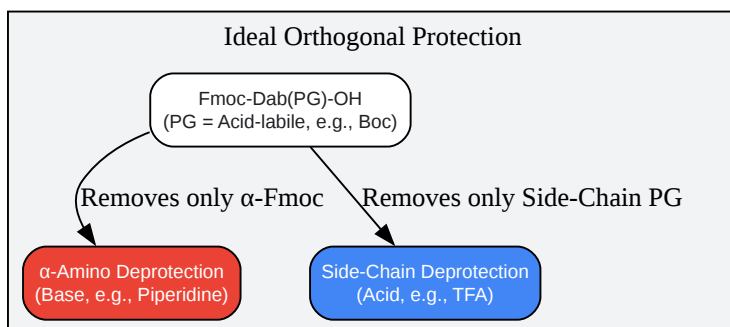 Ideal Orthogonal Protection
Fmoc-Dab(PG)-OH
(PG = Acid-labile, e.g., Boc)
Removes only α-Fmoc
Removes only Side-Chain PG
α-Amino Deprotection
(Base, e.g., Piperidine)
Side-Chain Deprotection
(Acid, e.g., TFA)